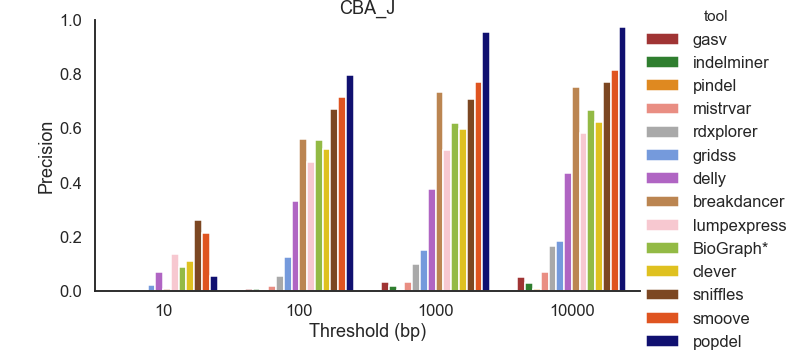 CBA_J
1.0
0.8
0.6
0.4
0.2
0.0
Precision
10
100
1000
10000
Threshold (bp)
tool
gasv
indelminer
pindel
mistrvar
rdxplorer
gridss
delly
breakdancer
lumpexpress
BioGraph*
clever
sniffles
smoove
popdel